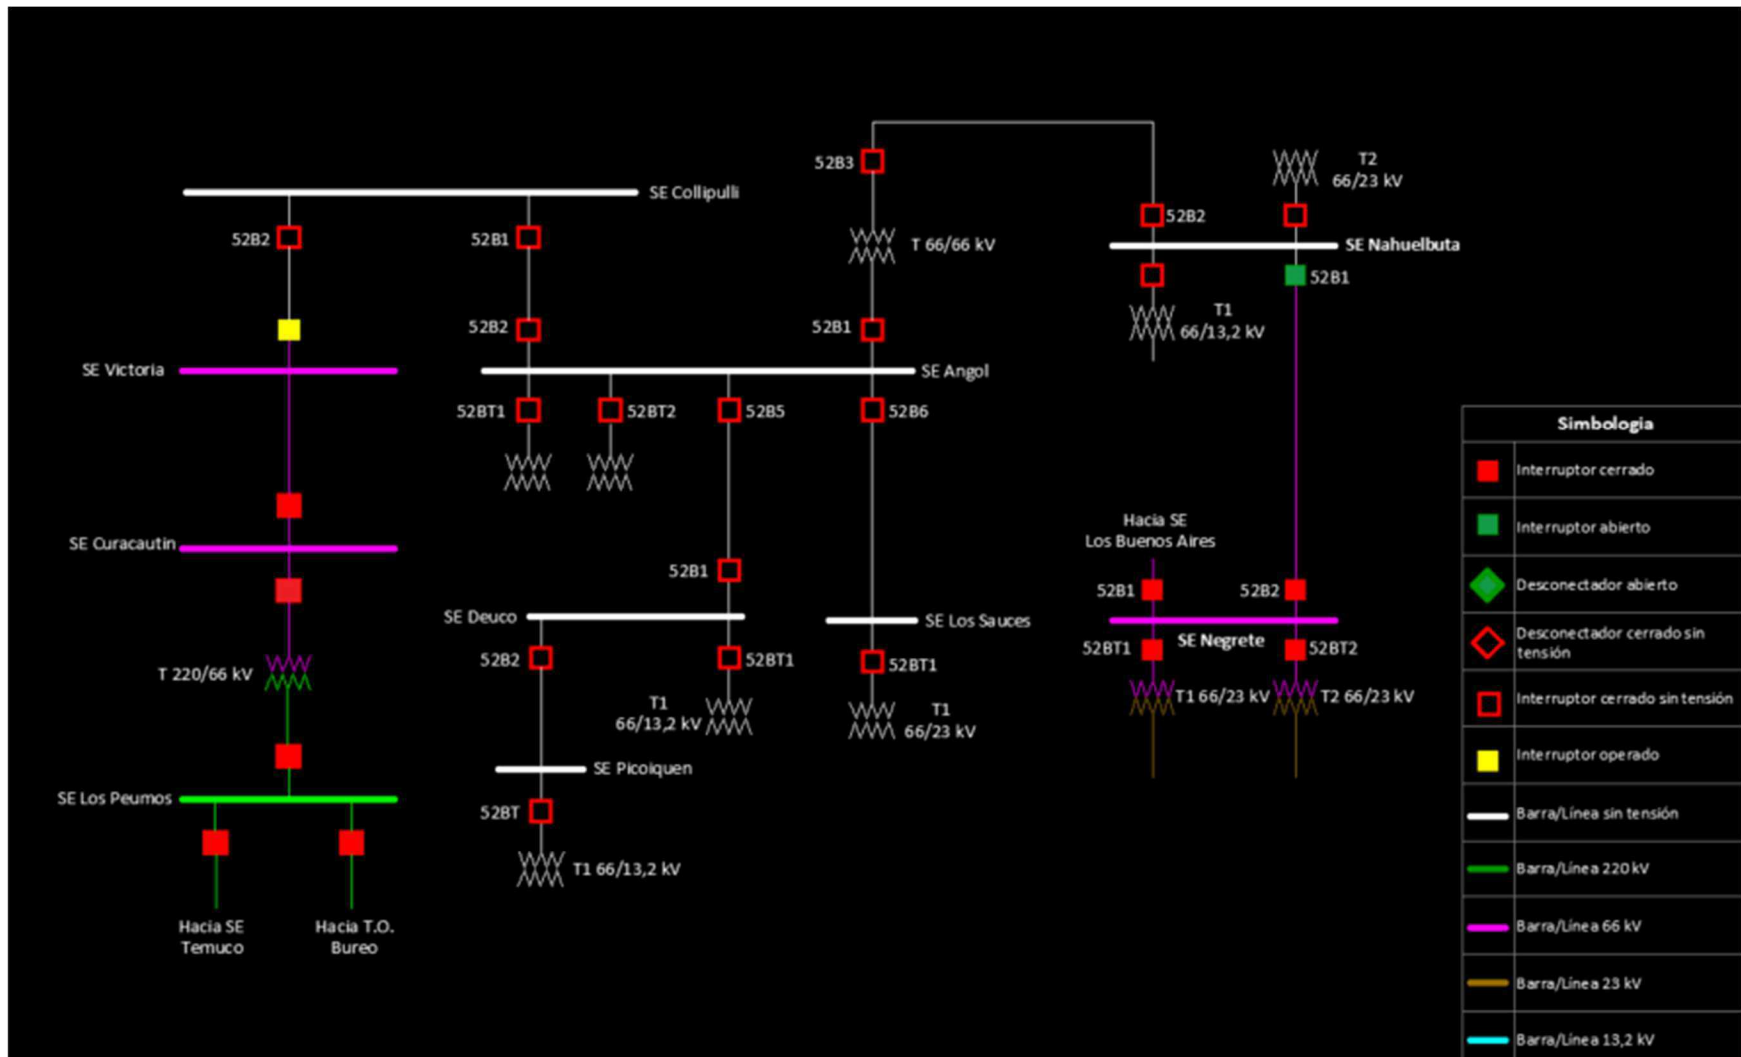 52B3
T2
66/23 kV
SE Collipulli
52B2
52B1
T 66/66 kV
52B2
SE Nahuelbuta
52B1
T1
66/13,2 kV
52B2
52B1
SE Victoria
SE Angol
52BT1
52BT2
52B5
52B6
Simbologia
Interruptor cerrado
Interruptor abierto
Desconectador abierto
Desconectador cerrado sin
tensión
Interruptor cerrado sin tensión
Interruptor operado
Barra/Línea sin tensión
Barra/Línea 220 kV
Barra/Línea 66 kV
Barra/Línea 23 kV
Barra/Línea 13,2 kV
SE Curacautin
Hacia SE
Los Buenos Aires
52B1
52B1
52B2
SE Deuco
SE Los Sauces
SE Negrete
52B2
52BT1
52BT1
52BT1
52BT2
T 220/66 kV
T1
66/13,2 kV
T1
66/23 kV
T1 66/23 kV
T2 66/23 kV
SE Picoiquen
SE Los Peumos
52BT
T1 66/13,2 kV
Hacia SE
Temuco
Hacia T.O.
Bureo